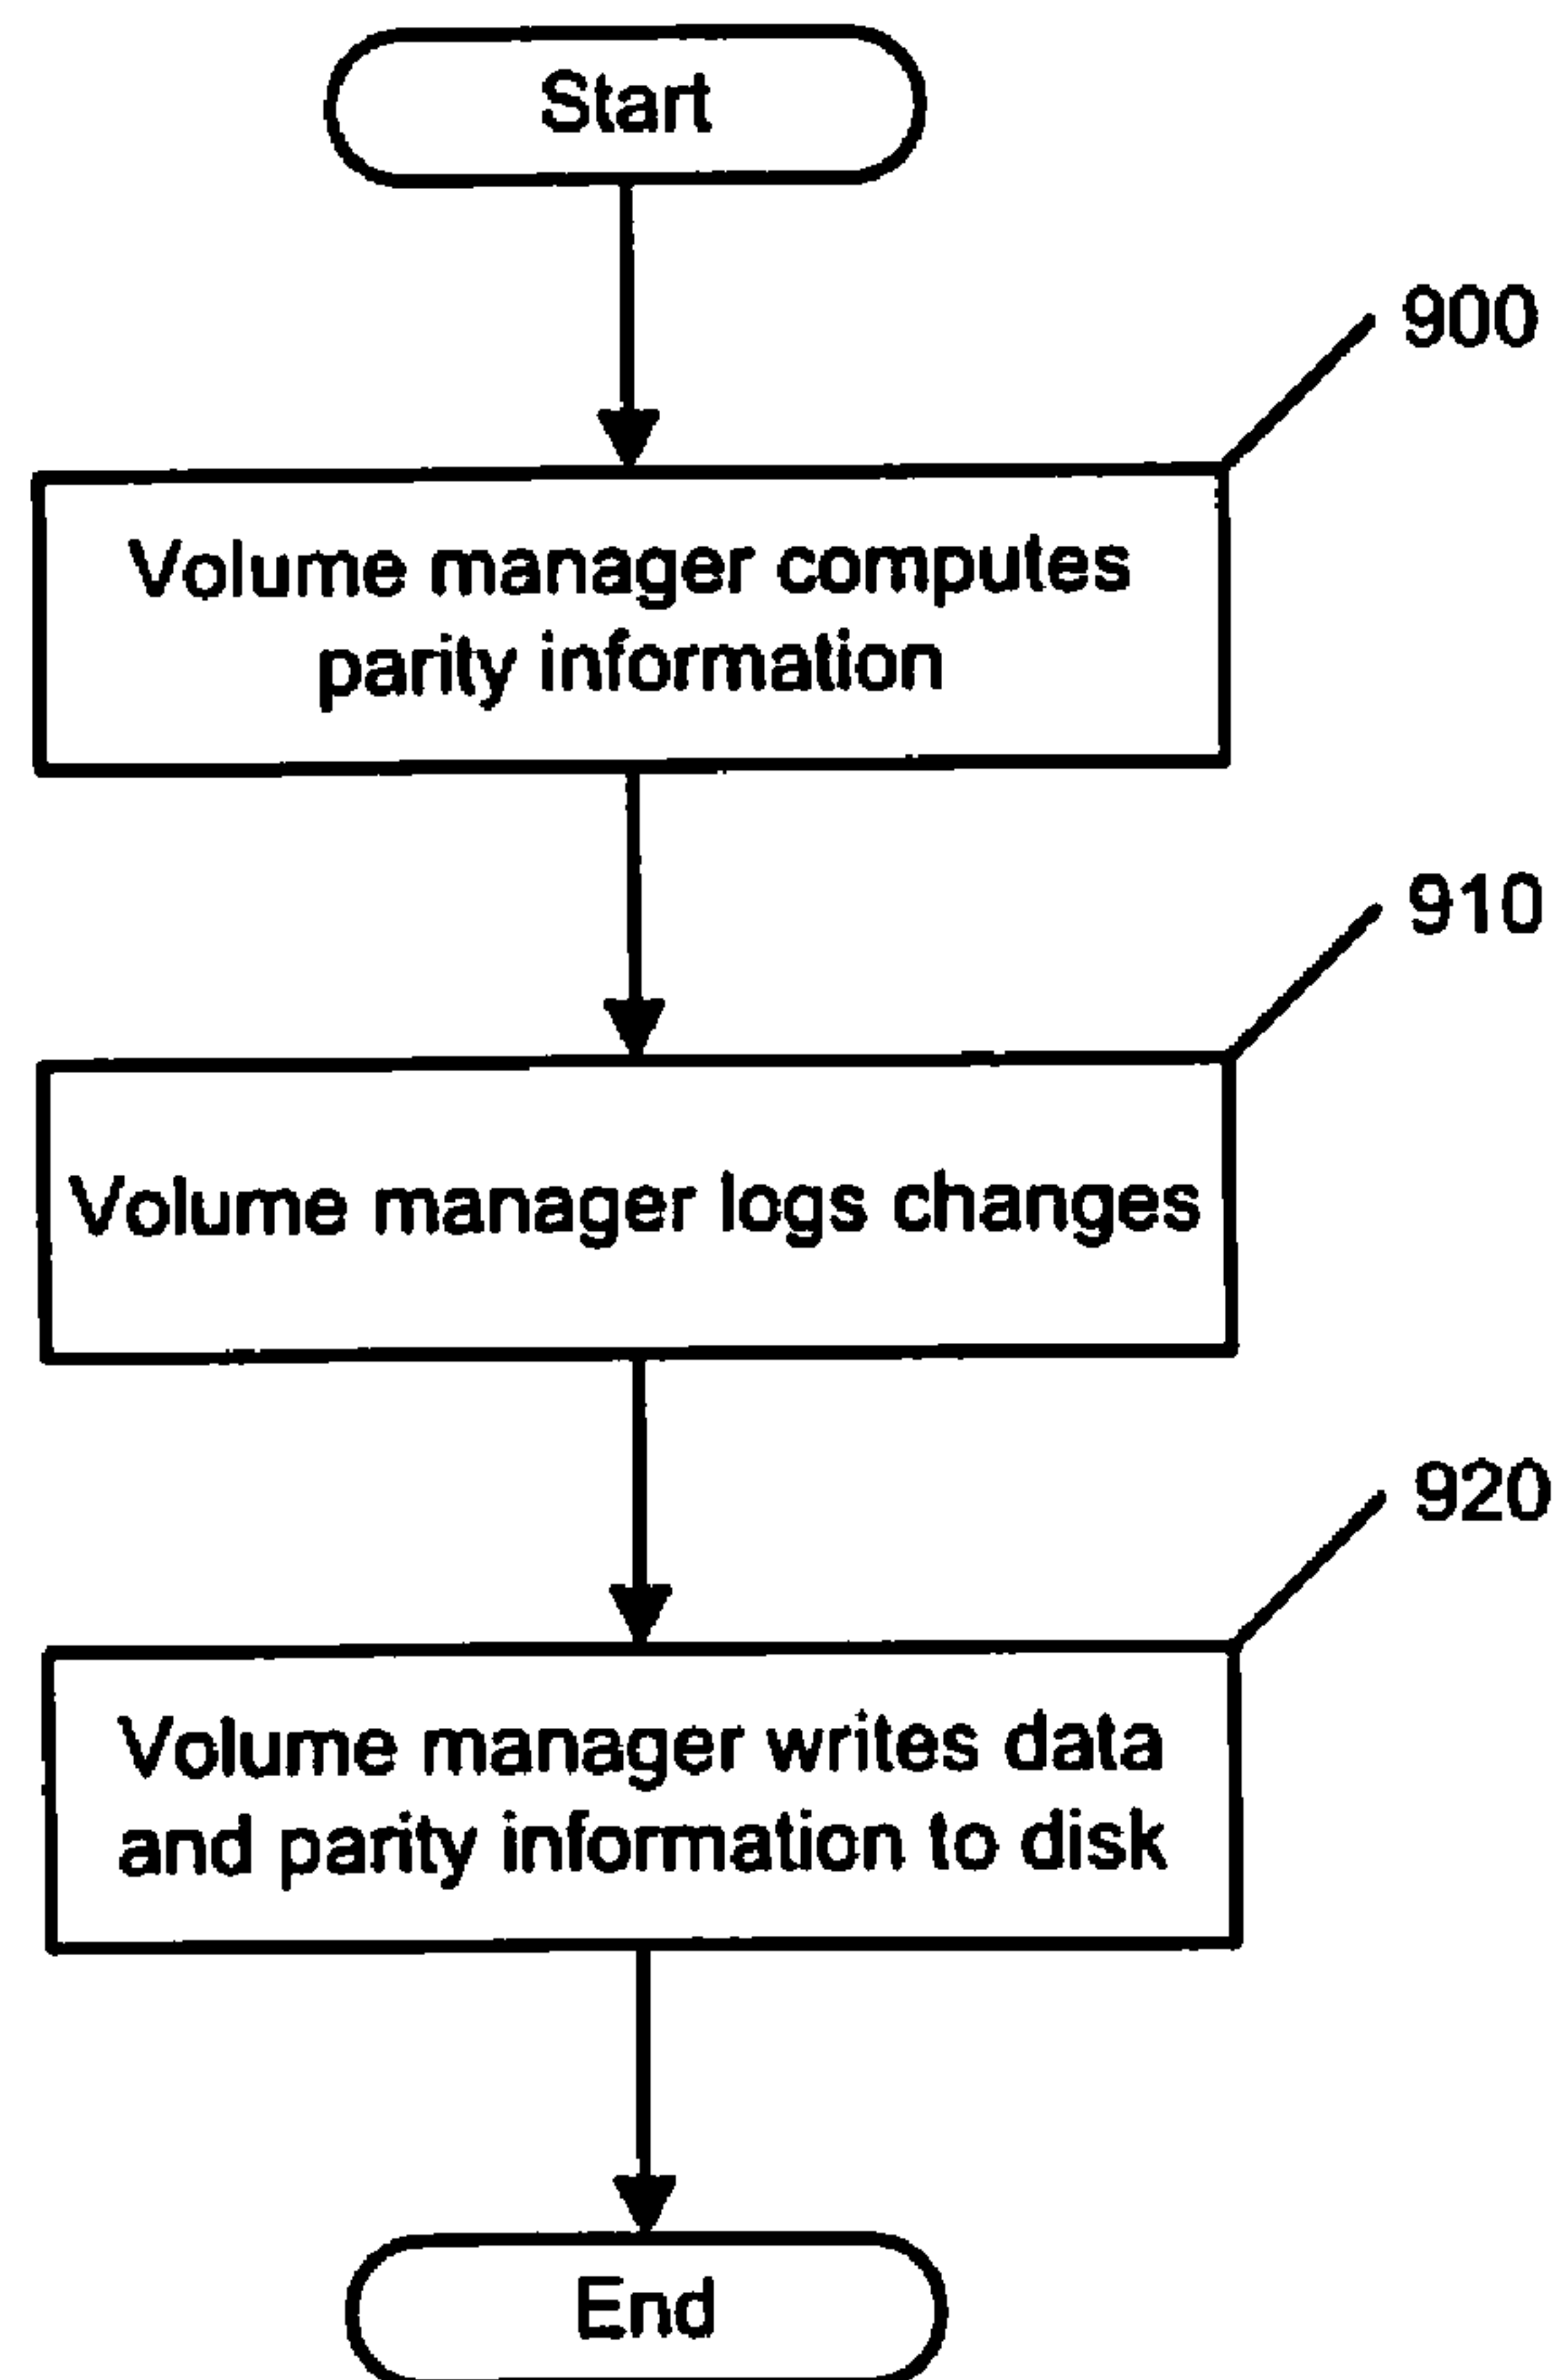 Start
900
Volume manager computes
parity information
910
Volume manager logs changes
920
Volume manager writes data
and parity information to disk
End